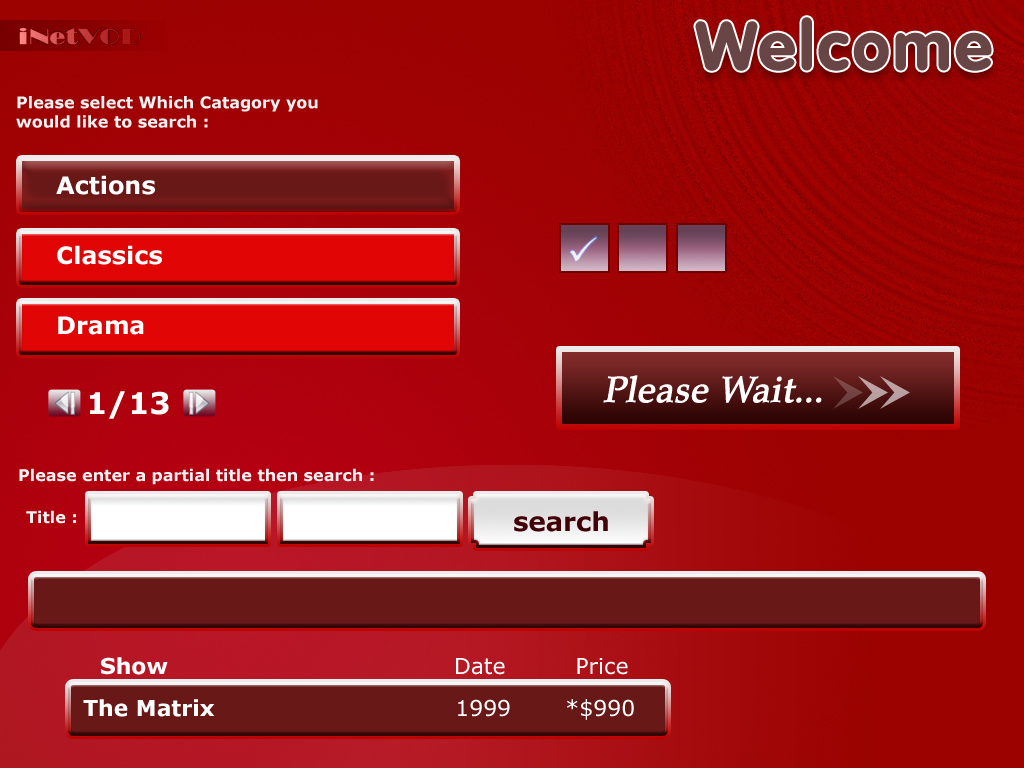 iNetVOD
Welcome
Please select Which Catagory you
would like to search :
Actions
Classics
Drama
1/13
Please Wait...
Please enter a partial title then search :
Title :
search
Show Date Price
The Matrix 1999 *$990